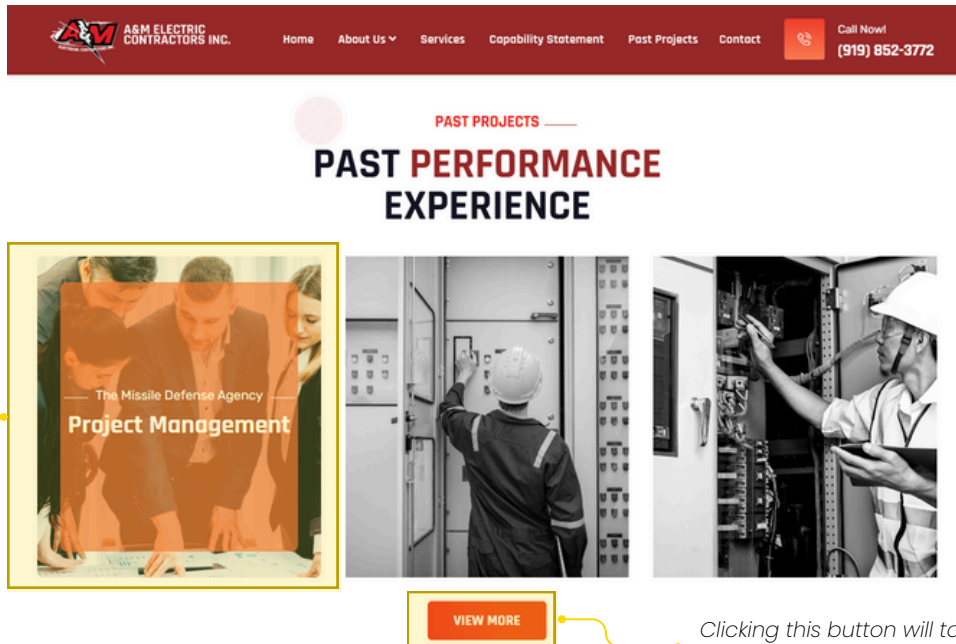 A&M
A&M ELECTRIC
CONTRACTORS INC.
Home About Us Services Capability Statement Past Projects Contact
Call Now!
(919) 852-3772
PAST PROJECTS
PAST PERFORMANCE
EXPERIENCE
The Missile Defense Agency
Project Management
VIEW MORE
Clicking this button will